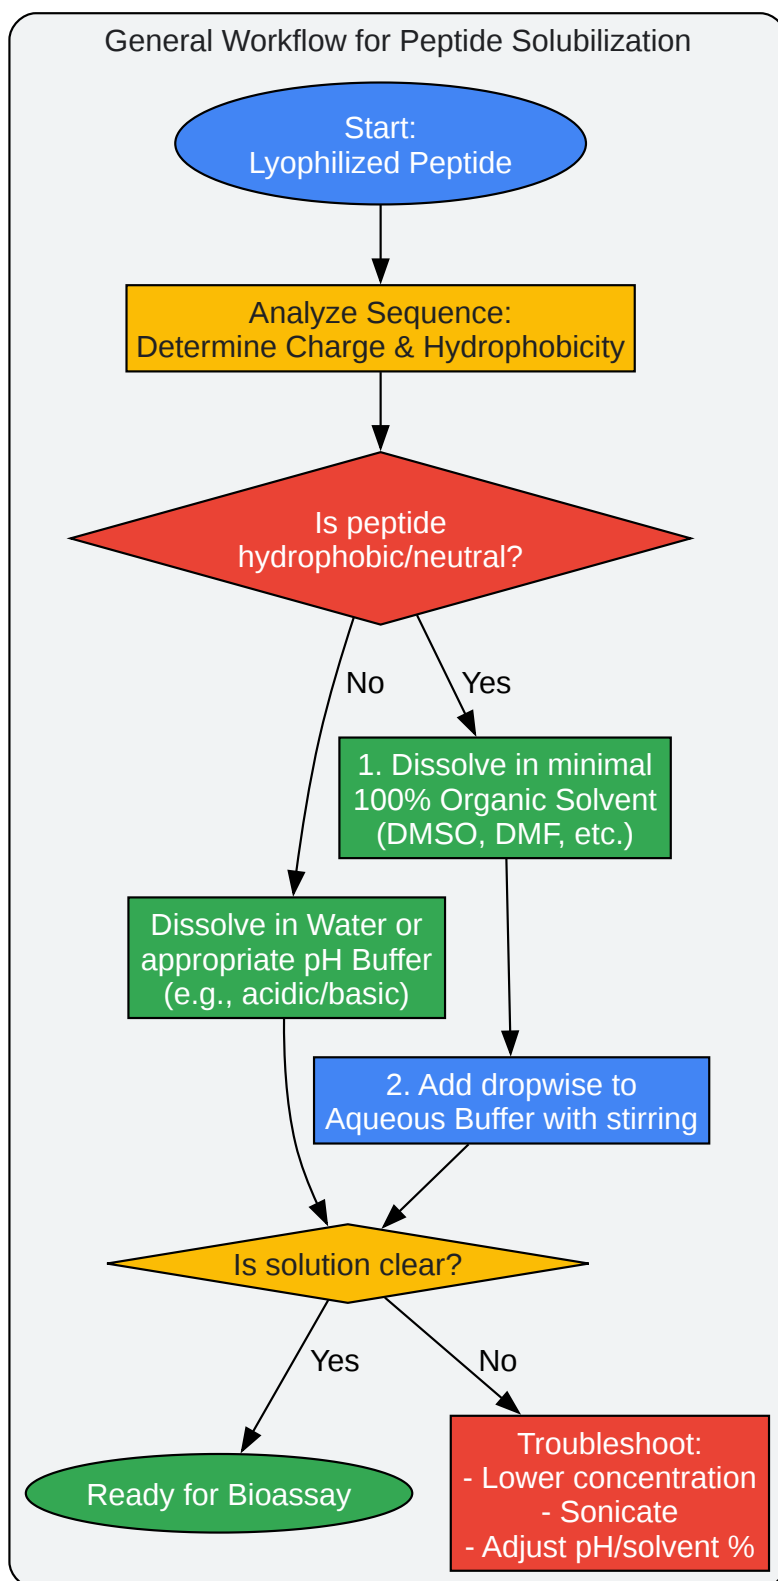 General Workflow for Peptide Solubilization
Start:
Lyophilized Peptide
Analyze Sequence:
Determine Charge & Hydrophobicity
Is peptide
hydrophobic/neutral?
No
Yes
1. Dissolve in minimal
100% Organic Solvent
(DMSO, DMF, etc.)
Dissolve in Water or
appropriate pH Buffer
(e.g., acidic/basic)
2. Add dropwise to
Aqueous Buffer with stirring
Is solution clear?
Yes
No
Ready for Bioassay
Troubleshoot:
- Lower concentration
- Sonicate
- Adjust pH/solvent %